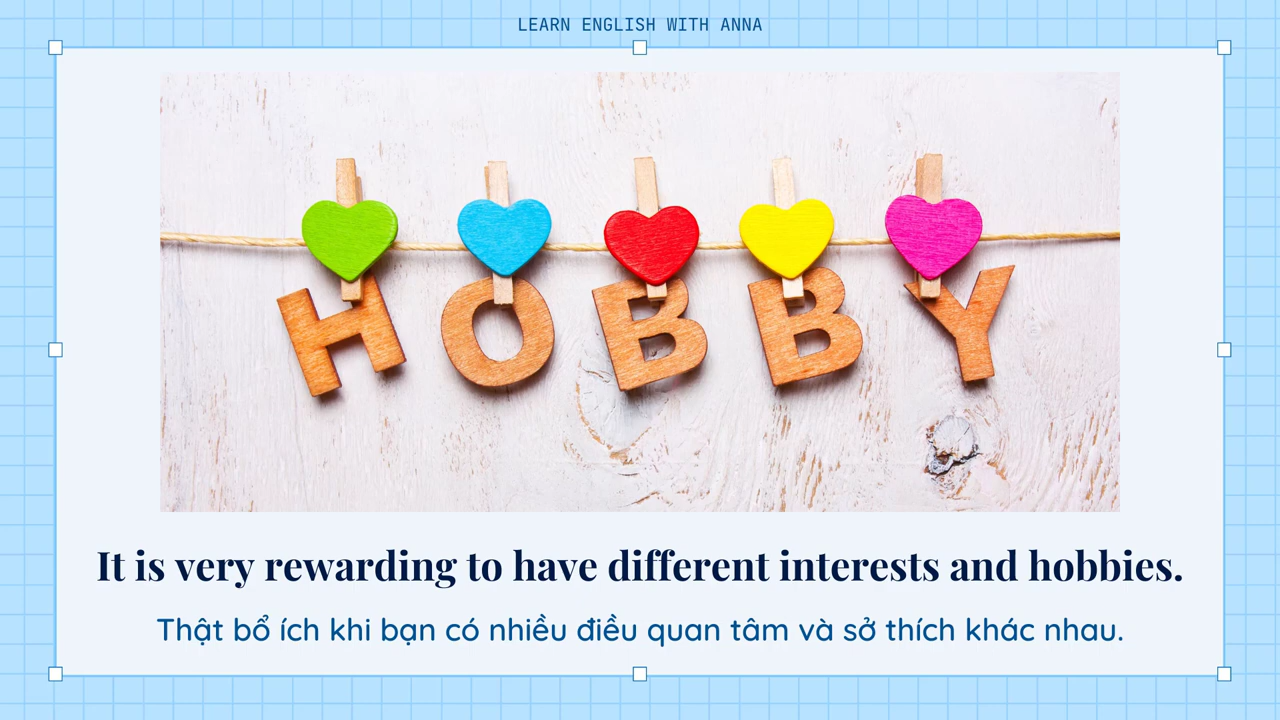 LEARN ENGLISH WITH ANNA
HOBBY
It is very rewarding to have different interests and hobbies.
Thật bổ ích khi bạn có nhiều điều quan tâm và sở thích khác nhau.